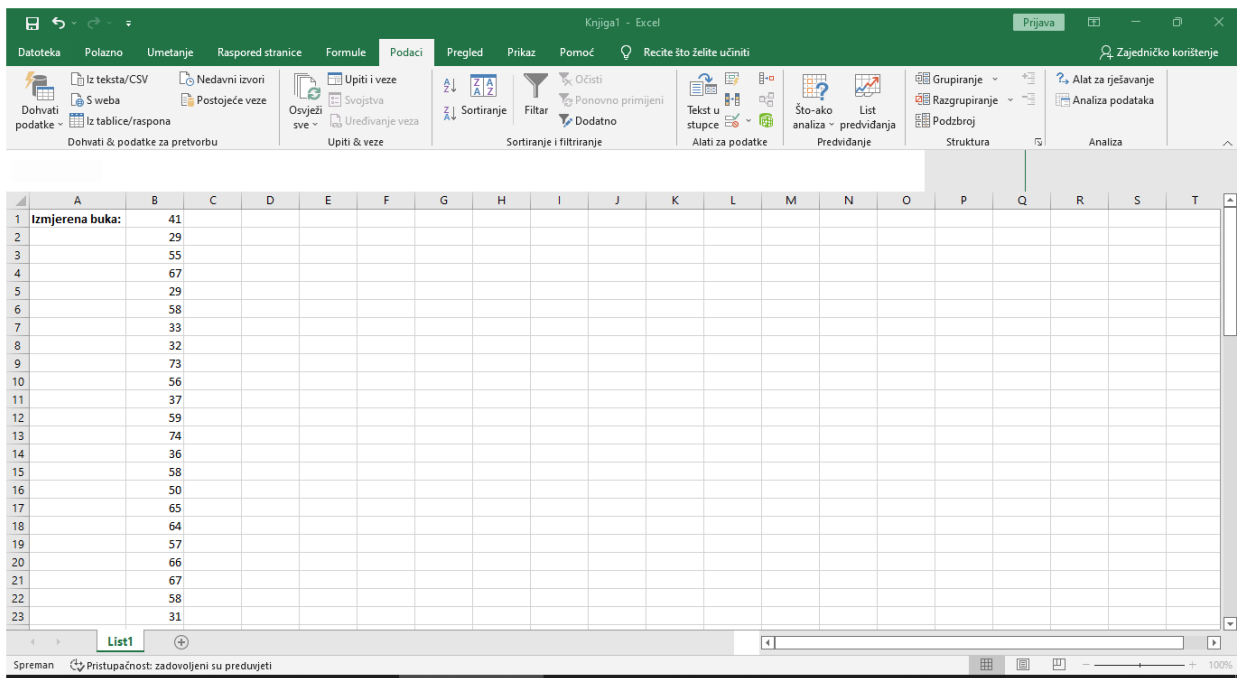 Knjiga1 - Excel
Prijava
Datoteka Polazno Umetanje Raspored stranice Formule Podaci Pregled Prikaz Pomoć Recite što želite učiniti Zajedničko korištenje
Dohvati podatke
Iz teksta/CSV
S weba
Iz tablice/raspona
Nedavni izvori
Postojeće veze
Dohvati & podatke za pretvorbu
Osvježi sve
Upiti i veze
Svojstva
Uređivanje veza
Upiti & veze
Sortiranje
Filtar
Očisti
Ponovno primijeni
Dodatno
Sortiranje i filtriranje
Tekst u stupce
Alati za podatke
Što-ako analiza
List predviđanja
Predviđanje
Grupiranje
Razgrupiranje
Podzbroj
Struktura
Alat za rješavanje
Analiza podataka
Analiza
A B C D E F G H I J K L M N O P Q R S T
1 Izmjerena buka: 41
2 29
3 55
4 67
5 29
6 58
7 33
8 32
9 73
10 56
11 37
12 59
13 74
14 36
15 58
16 50
17 65
18 64
19 57
20 66
21 67
22 58
23 31
List1
Spreman Pristupačnost: zadovoljeni su preduvjeti 100%